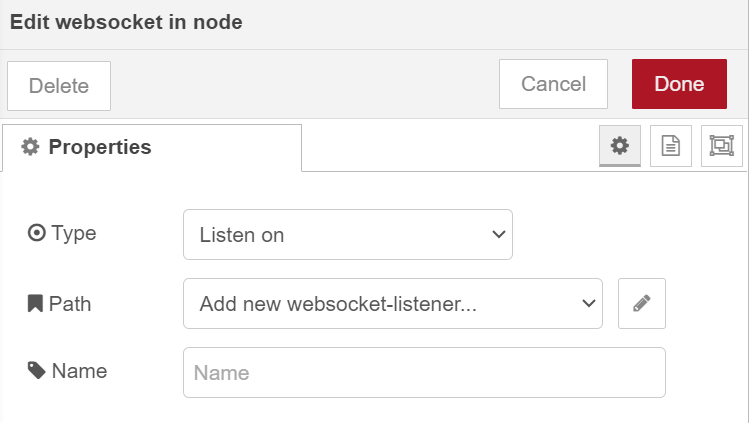 Edit websocket in node
Delete
Cancel
Done
Properties
Type
Listen on
Path
Add new websocket-listener...
Name
Name